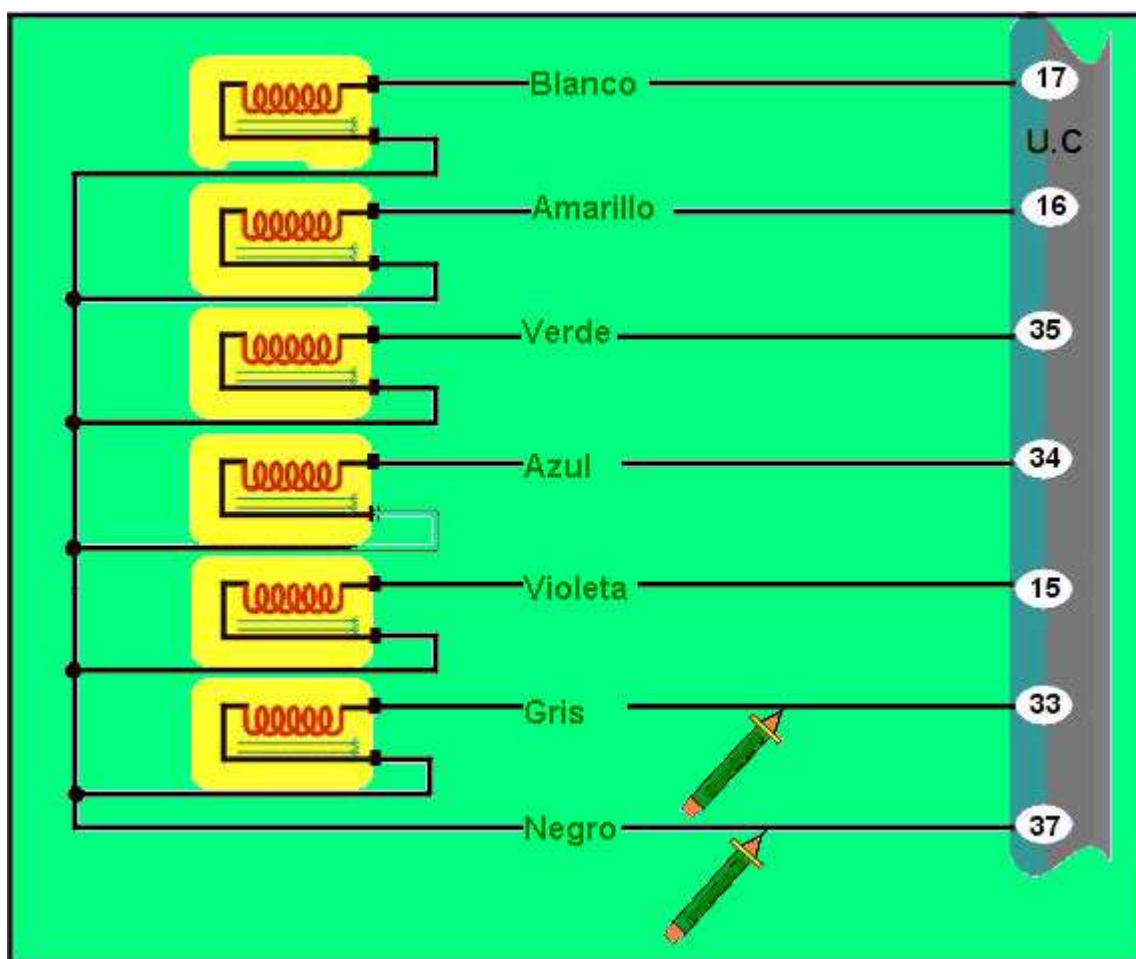 Blanco 17
U.C
Amarillo 16
Verde 35
Azul 34
Violeta 15
Gris 33
Negro 37